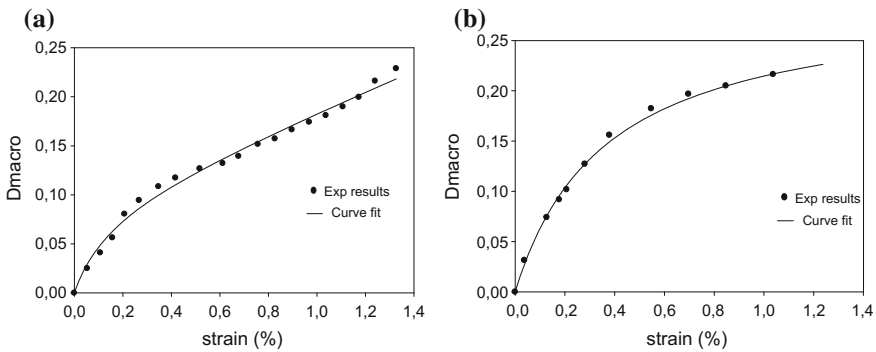 (a)
0,25
0,20
0,15
0,10
0,05
0,00
Dmacro
Exp results
Curve fit
0,0 0,2 0,4 0,6 0,8 1,0 1,2 1,4
strain (%)
(b)
0,25
0,20
0,15
0,10
0,05
0,00
Dmacro
Exp results
Curve fit
0,0 0,2 0,4 0,6 0,8 1,0 1,2 1,4
strain (%)